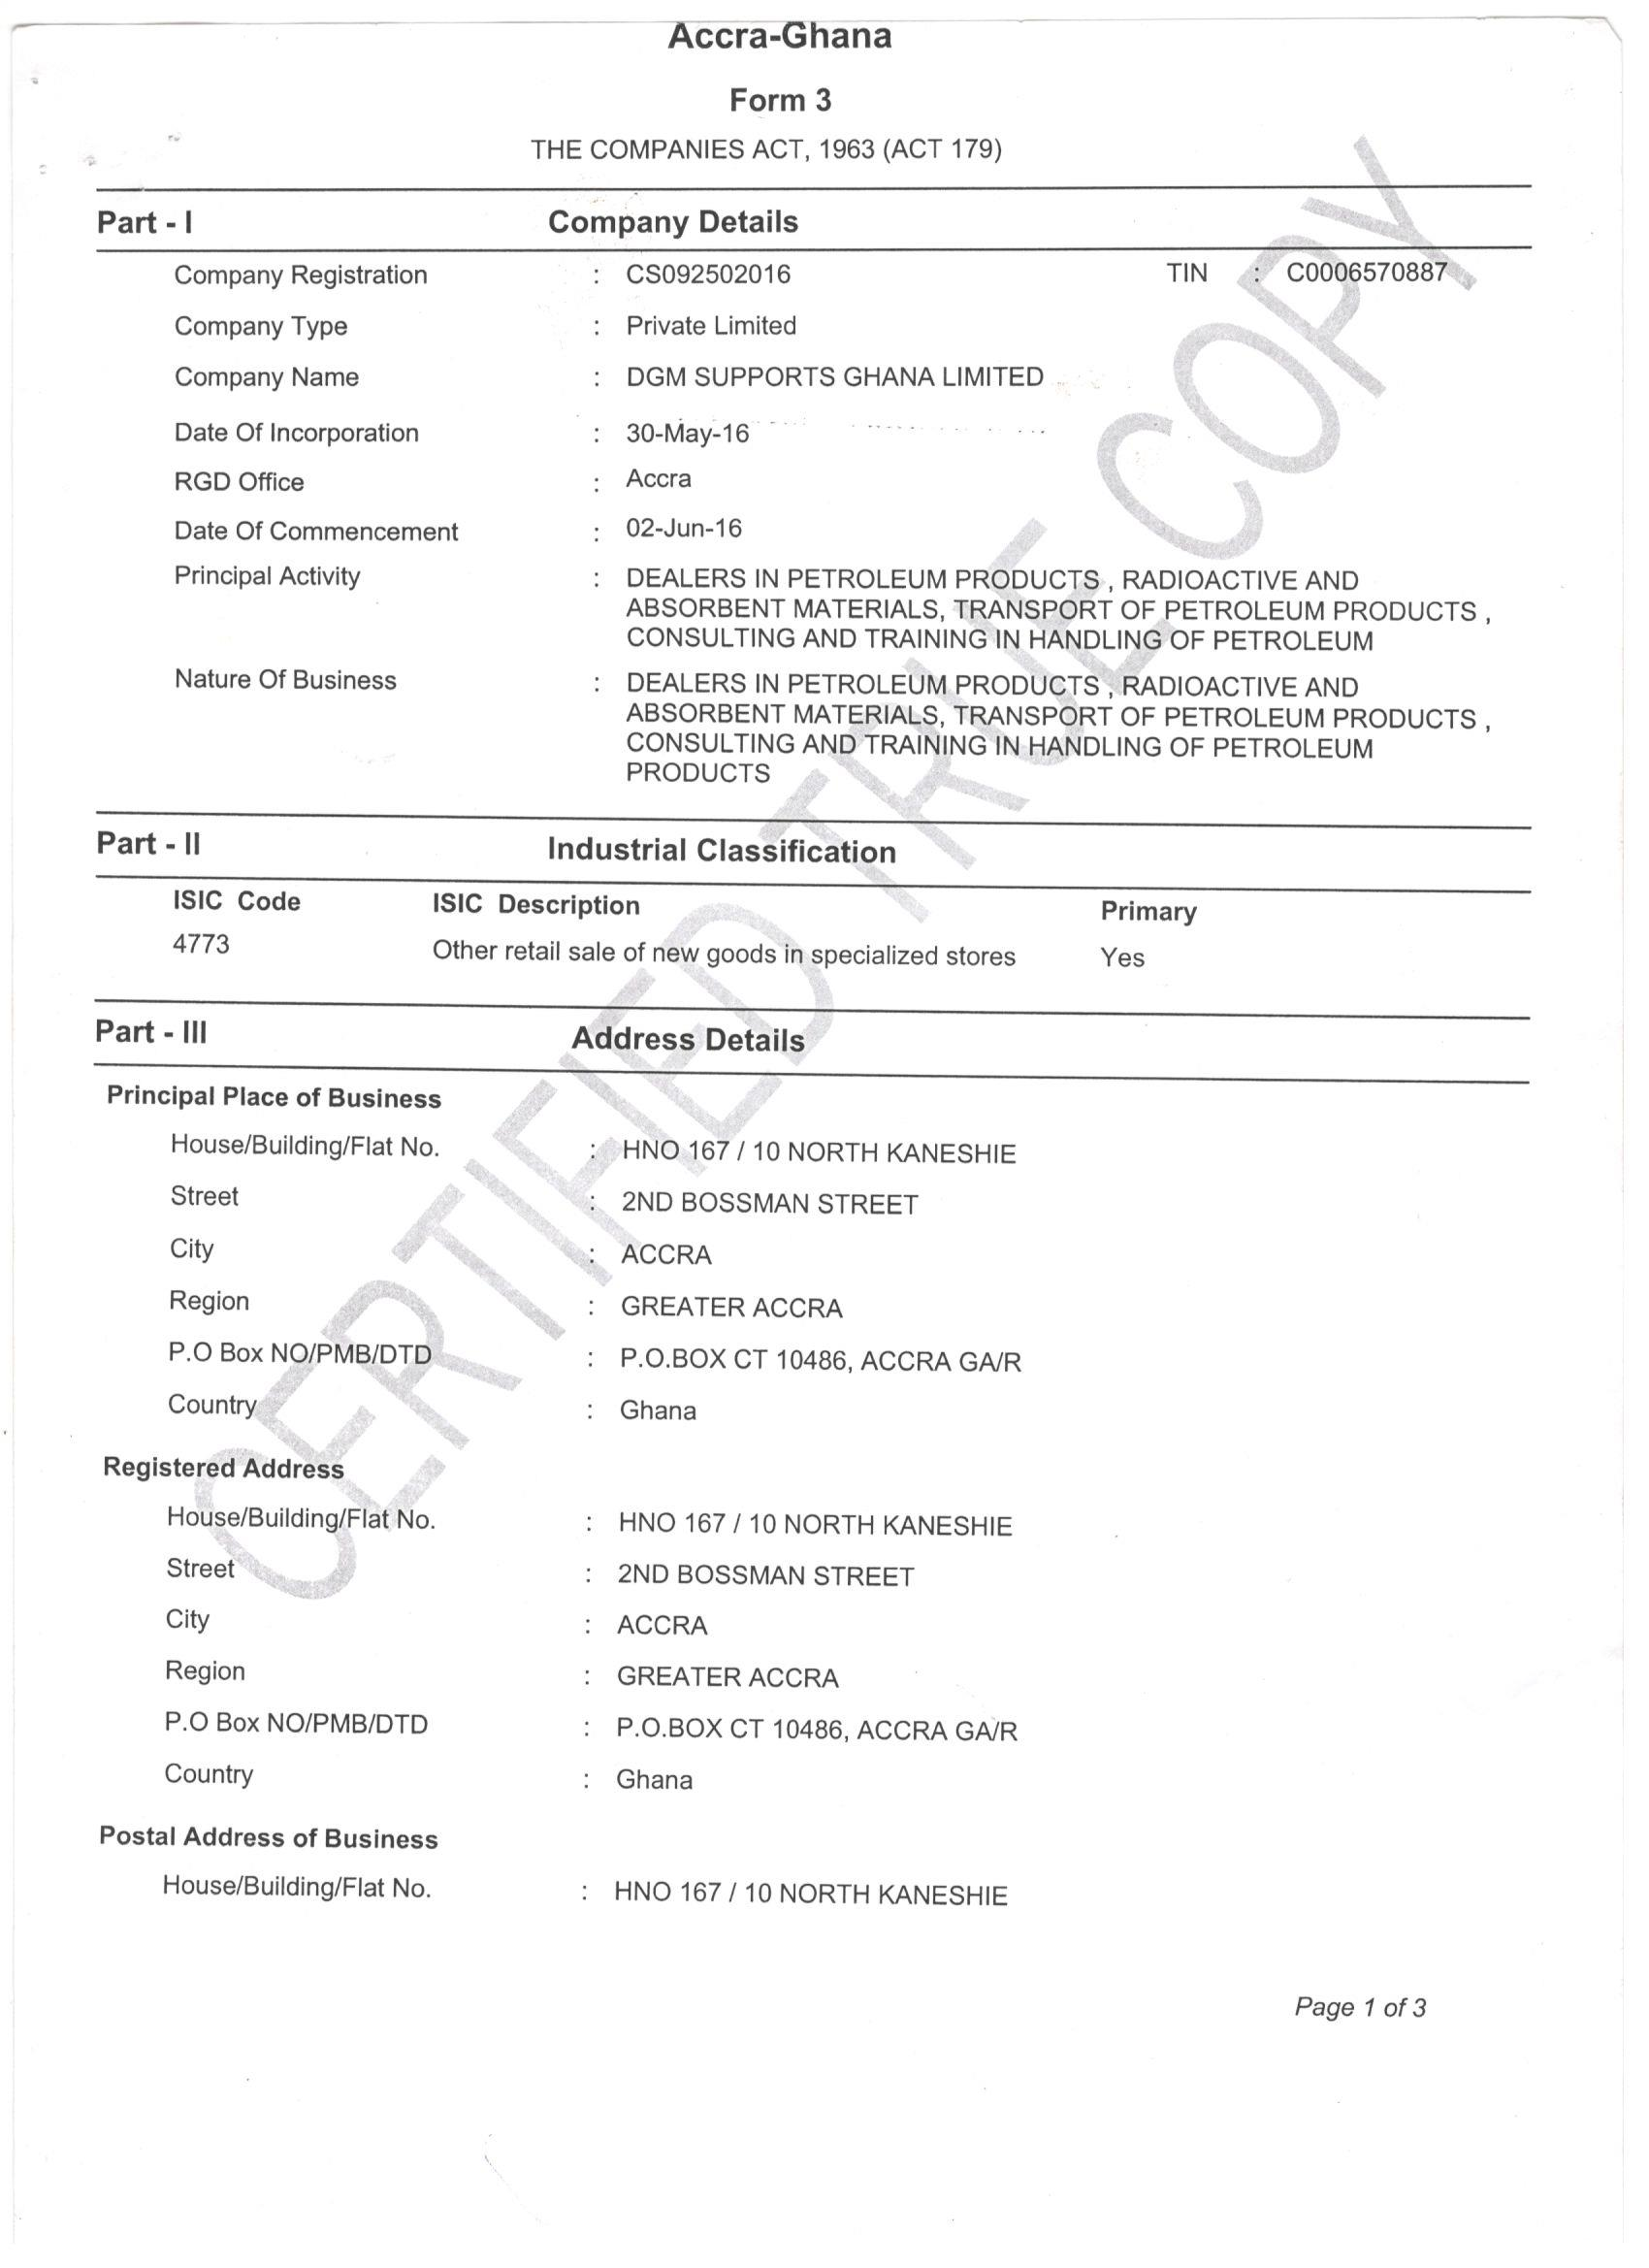 Accra-Ghana
Form 3
THE COMPANIES ACT, 1963 (ACT 179)
Part - I Company Details
Company Registration : CS092502016 TIN : C0006570887
Company Type : Private Limited
Company Name : DGM SUPPORTS GHANA LIMITED
Date Of Incorporation : 30-May-16
RGD Office : Accra
Date Of Commencement : 02-Jun-16
Principal Activity : DEALERS IN PETROLEUM PRODUCTS , RADIOACTIVE AND
ABSORBENT MATERIALS, TRANSPORT OF PETROLEUM PRODUCTS ,
CONSULTING AND TRAINING IN HANDLING OF PETROLEUM
Nature Of Business : DEALERS IN PETROLEUM PRODUCTS , RADIOACTIVE AND
ABSORBENT MATERIALS, TRANSPORT OF PETROLEUM PRODUCTS ,
CONSULTING AND TRAINING IN HANDLING OF PETROLEUM
PRODUCTS
Part - II Industrial Classification
ISIC Code ISIC Description Primary
4773 Other retail sale of new goods in specialized stores Yes
Part - III Address Details
Principal Place of Business
House/Building/Flat No. : HNO 167 / 10 NORTH KANESHIE
Street : 2ND BOSSMAN STREET
City : ACCRA
Region : GREATER ACCRA
P.O Box NO/PMB/DTD : P.O.BOX CT 10486, ACCRA GA/R
Country : Ghana
Registered Address
House/Building/Flat No. : HNO 167 / 10 NORTH KANESHIE
Street : 2ND BOSSMAN STREET
City : ACCRA
Region : GREATER ACCRA
P.O Box NO/PMB/DTD : P.O.BOX CT 10486, ACCRA GA/R
Country : Ghana
Postal Address of Business
House/Building/Flat No. : HNO 167 / 10 NORTH KANESHIE
Page 1 of 3
CERTIFIED TRUE COPY